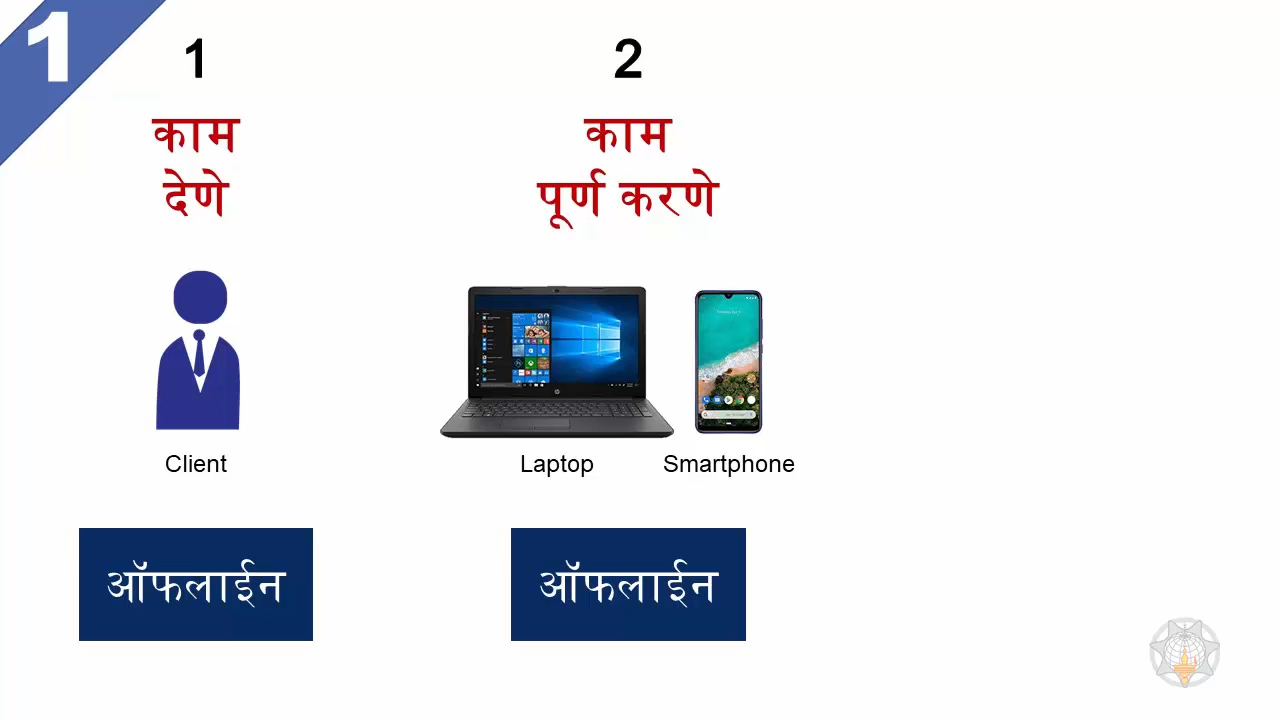 1
1
काम
देणे
Client
ऑफलाईन
2
काम
पूर्ण करणे
Laptop
Smartphone
ऑफलाईन